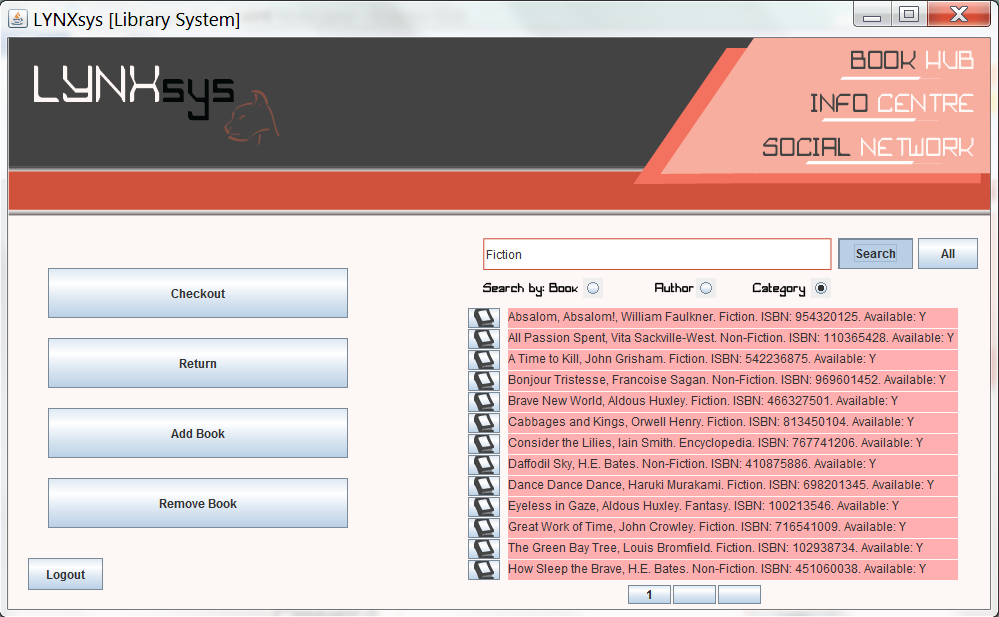 LYNXsys [Library System]
LYNXsys
BOOK HUB
INFO CENTRE
SOCIAL NETWORK
Checkout
Return
Add Book
Remove Book
Logout
Fiction
Search
All
Search by: Book
Author
Category
Absalom, Absalom!, William Faulkner. Fiction. ISBN: 954320125. Available: Y
All Passion Spent, Vita Sackville-West. Non-Fiction. ISBN: 110365428. Available: Y
A Time to Kill, John Grisham. Fiction. ISBN: 542236875. Available: Y
Bonjour Tristesse, Francoise Sagan. Non-Fiction. ISBN: 969601452. Available: Y
Brave New World, Aldous Huxley. Fiction. ISBN: 466327501. Available: Y
Cabbages and Kings, Orwell Henry. Fiction. ISBN: 813450104. Available: Y
Consider the Lilies, Iain Smith. Encyclopedia. ISBN: 767741206. Available: Y
Daffodil Sky, H.E. Bates. Non-Fiction. ISBN: 410875886. Available: Y
Dance Dance Dance, Haruki Murakami. Fiction. ISBN: 698201345. Available: Y
Eyeless in Gaze, Aldous Huxley. Fantasy. ISBN: 100213546. Available: Y
Great Work of Time, John Crowley. Fiction. ISBN: 716541009. Available: Y
The Green Bay Tree, Louis Bromfield. Fiction. ISBN: 102938734. Available: Y
How Sleep the Brave, H.E. Bates. Non-Fiction. ISBN: 451060038. Available: Y
1